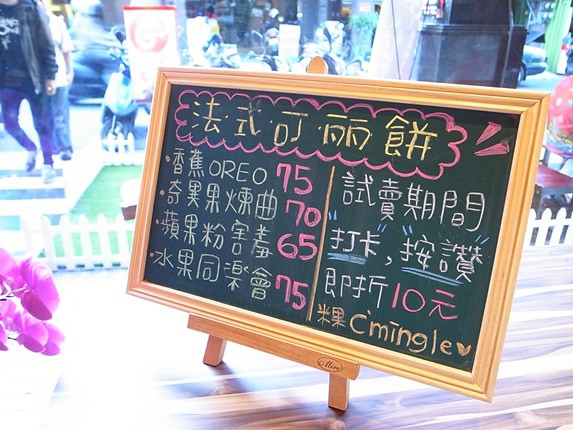 法式可丽餅
·香蕉OREO 75
·奇異果煉曲 70
·蘋果粉害羞 65
·水果同樂會 75
試賣期間
"打卡", "按讚"
即折10元
粿 C'mingle